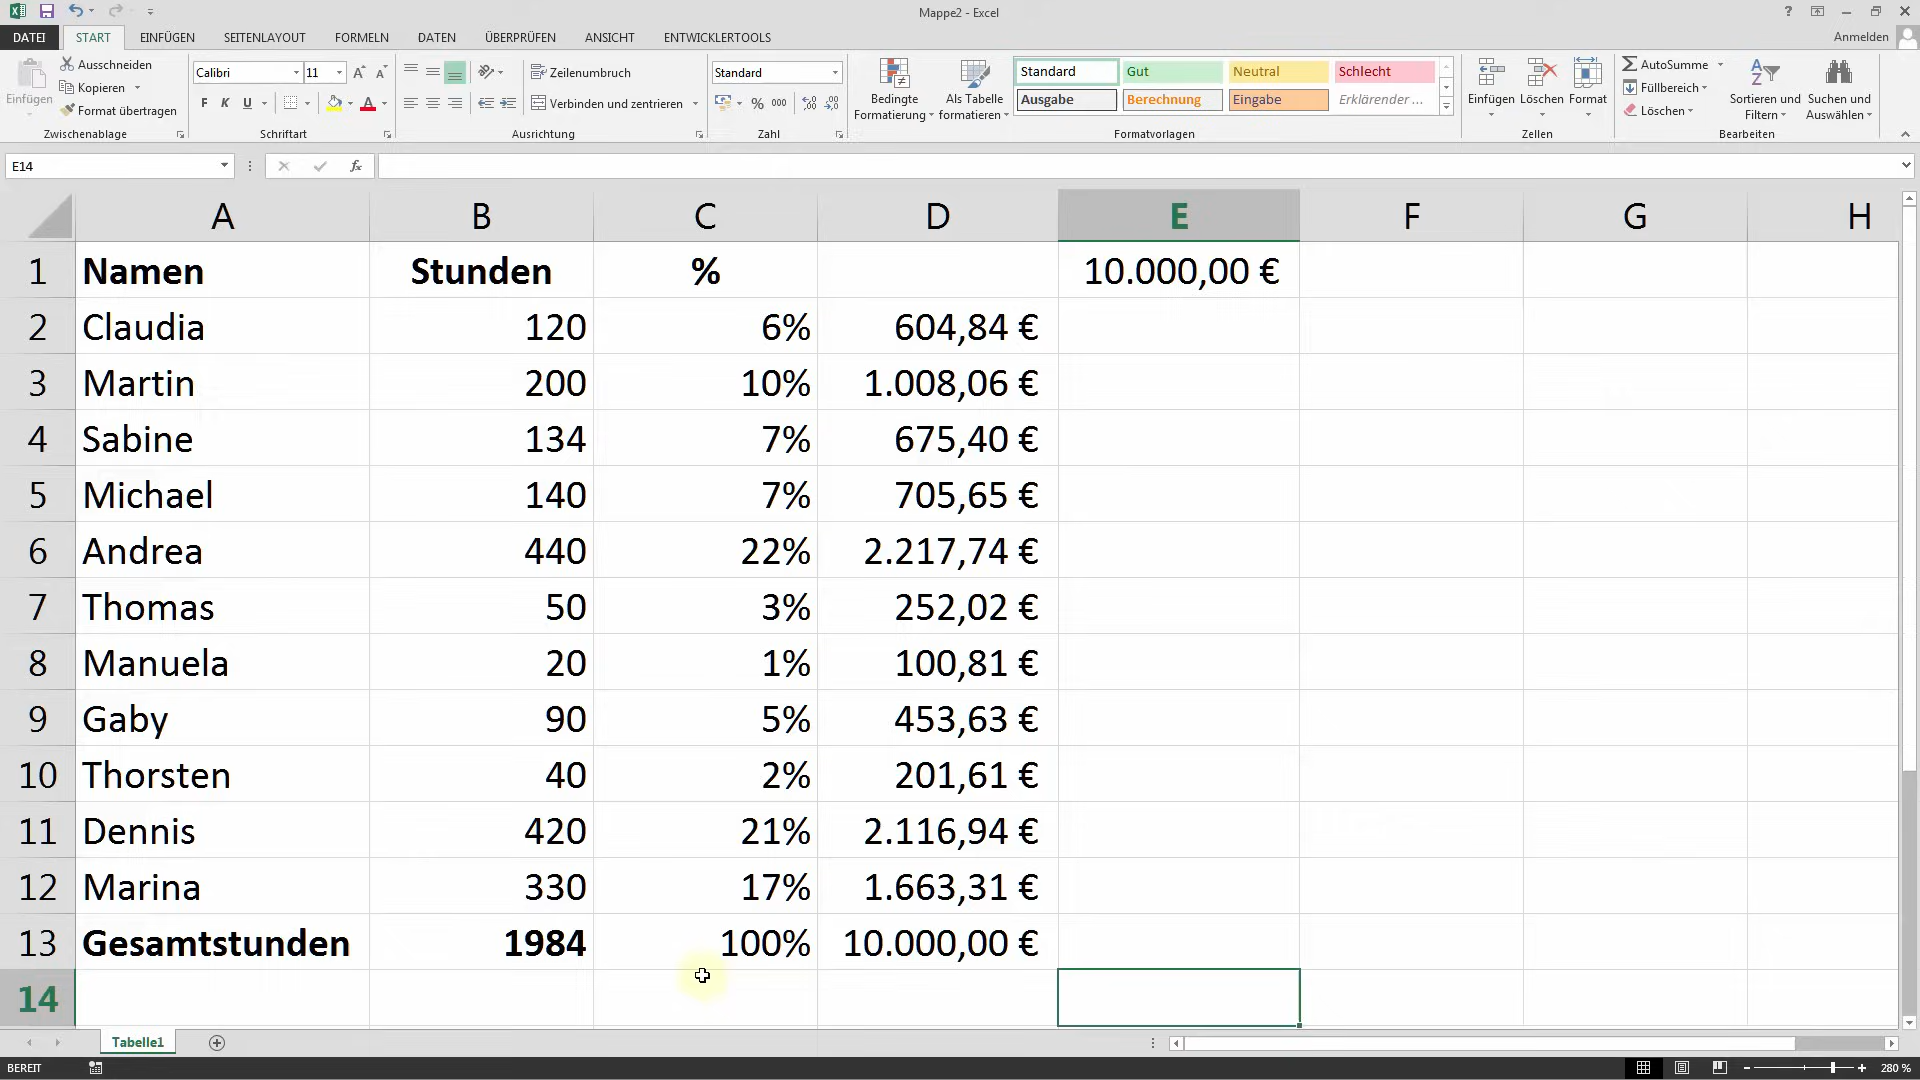 Mappe2 - Excel
?
DATEI START EINFÜGEN SEITENLAYOUT FORMELN DATEN ÜBERPRÜFEN ANSICHT ENTWICKLERTOOLS Anmelden
Einfügen
Ausschneiden
Kopieren
Format übertragen
Zwischenablage
Calibri 11
F K U
Schriftart
Zeilenumbruch
Verbinden und zentrieren
Ausrichtung
Standard
% 000
Zahl
Bedingte Formatierung
Als Tabelle formatieren
Standard Gut Neutral Schlecht
Ausgabe Berechnung Eingabe Erklärender ...
Formatvorlagen
Einfügen Löschen Format
Zellen
AutoSumme
Füllbereich
Löschen
Sortieren und Filtern
Suchen und Auswählen
Bearbeiten
E14 fx
A B C D E F G H
1 Namen Stunden % 10.000,00 €
2 Claudia 120 6% 604,84 €
3 Martin 200 10% 1.008,06 €
4 Sabine 134 7% 675,40 €
5 Michael 140 7% 705,65 €
6 Andrea 440 22% 2.217,74 €
7 Thomas 50 3% 252,02 €
8 Manuela 20 1% 100,81 €
9 Gaby 90 5% 453,63 €
10 Thorsten 40 2% 201,61 €
11 Dennis 420 21% 2.116,94 €
12 Marina 330 17% 1.663,31 €
13 Gesamtstunden 1984 100% 10.000,00 €
14
Tabelle1
BEREIT 280 %